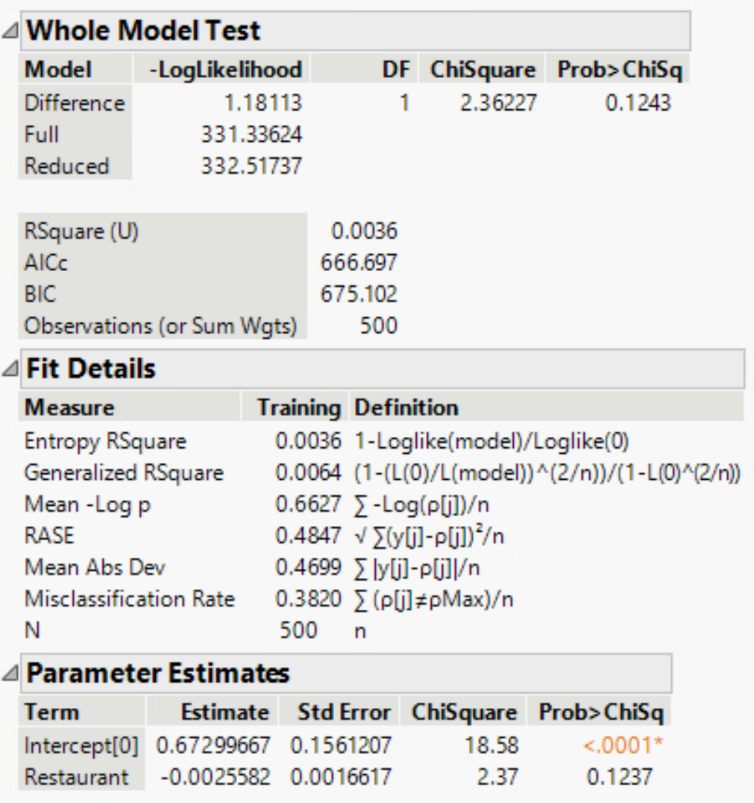 Whole Model Test
Model -LogLikelihood DF ChiSquare Prob>ChiSq
Difference 1.18113 1 2.36227 0.1243
Full 331.33624
Reduced 332.51737
RSquare (U) 0.0036
AICc 666.697
BIC 675.102
Observations (or Sum Wgts) 500
Fit Details
Measure Training Definition
Entropy RSquare 0.0036 1-Loglike(model)/Loglike(0)
Generalized RSquare 0.0064 (1-(L(0)/L(model))^(2/n))/(1-L(0)^(2/n))
Mean -Log p 0.6627 ∑ -Log(ρ[j])/n
RASE 0.4847 √ ∑(y[j]-ρ[j])²/n
Mean Abs Dev 0.4699 ∑ |y[j]-ρ[j]|/n
Misclassification Rate 0.3820 ∑ (ρ[j]≠ρMax)/n
N 500 n
Parameter Estimates
Term Estimate Std Error ChiSquare Prob>ChiSq
Intercept[0] 0.67299667 0.1561207 18.58 <.0001*
Restaurant -0.0025582 0.0016617 2.37 0.1237